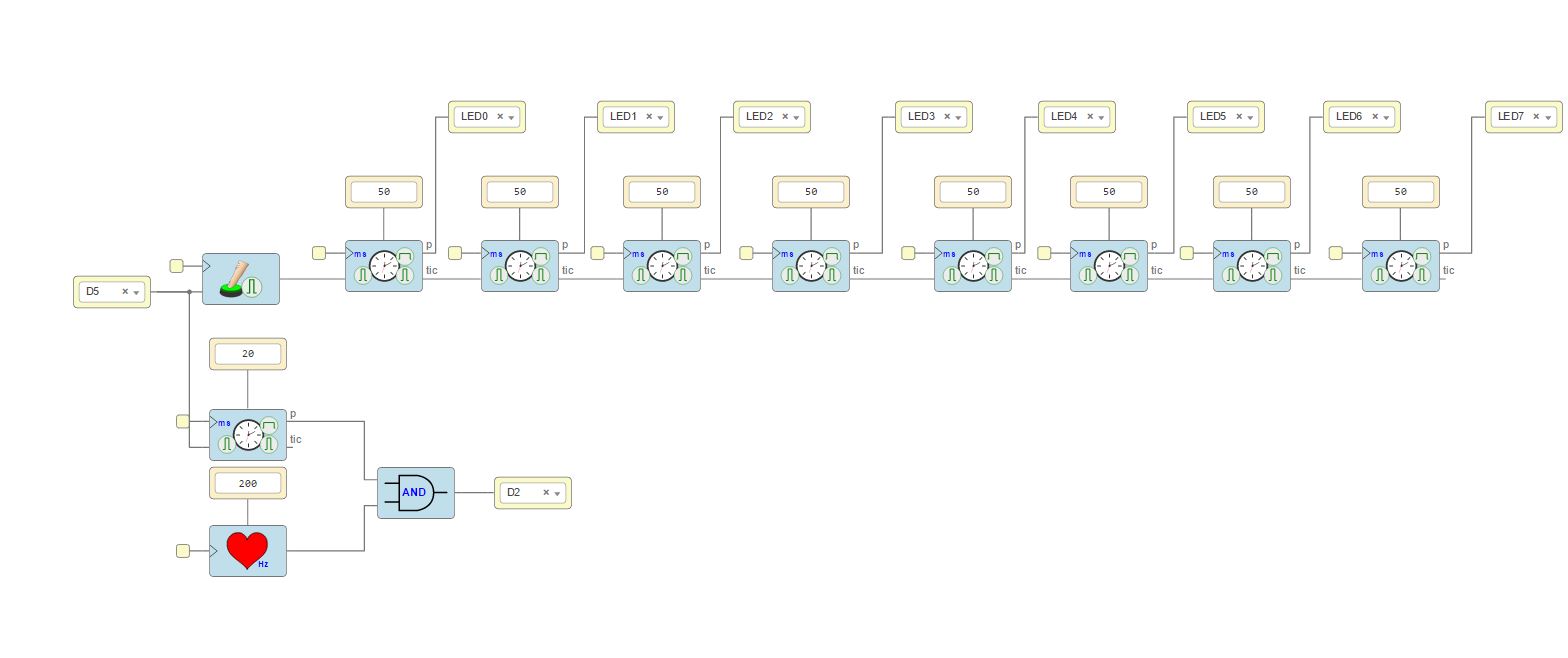 LED0 LED1 LED2 LED3 LED4 LED5 LED6 LED7
50 50 50 50 50 50 50 50
p p p p p p p p
ms ms ms ms ms ms ms ms
tic tic tic tic tic tic tic tic
D5
20
p
ms
tic
200
AND
D2
Hz